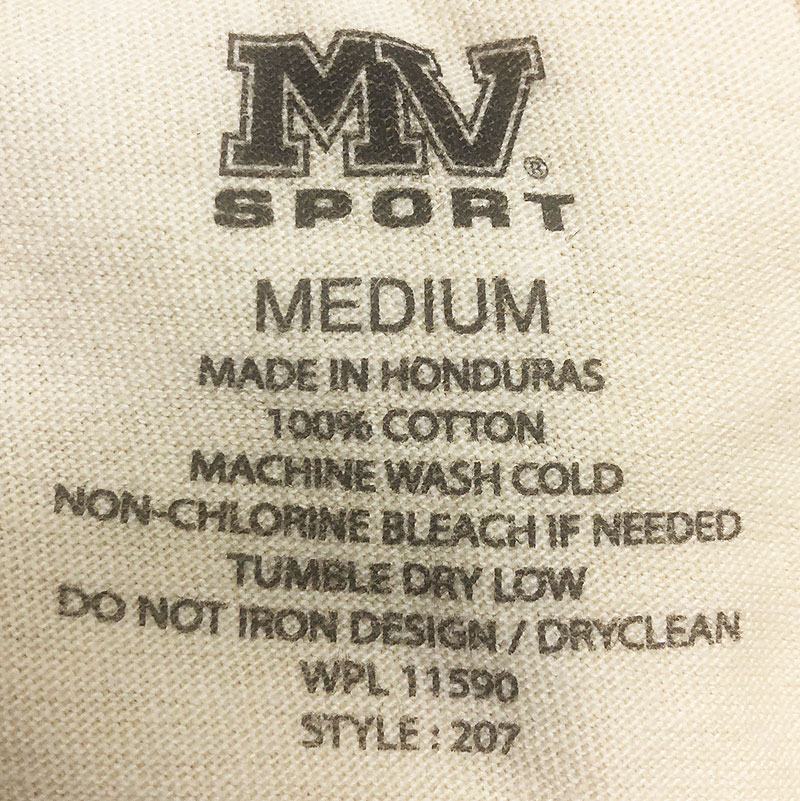 MV®
SPORT
MEDIUM
MADE IN HONDURAS
100% COTTON
MACHINE WASH COLD
NON-CHLORINE BLEACH IF NEEDED
TUMBLE DRY LOW
DO NOT IRON DESIGN / DRYCLEAN
WPL 11590
STYLE : 207